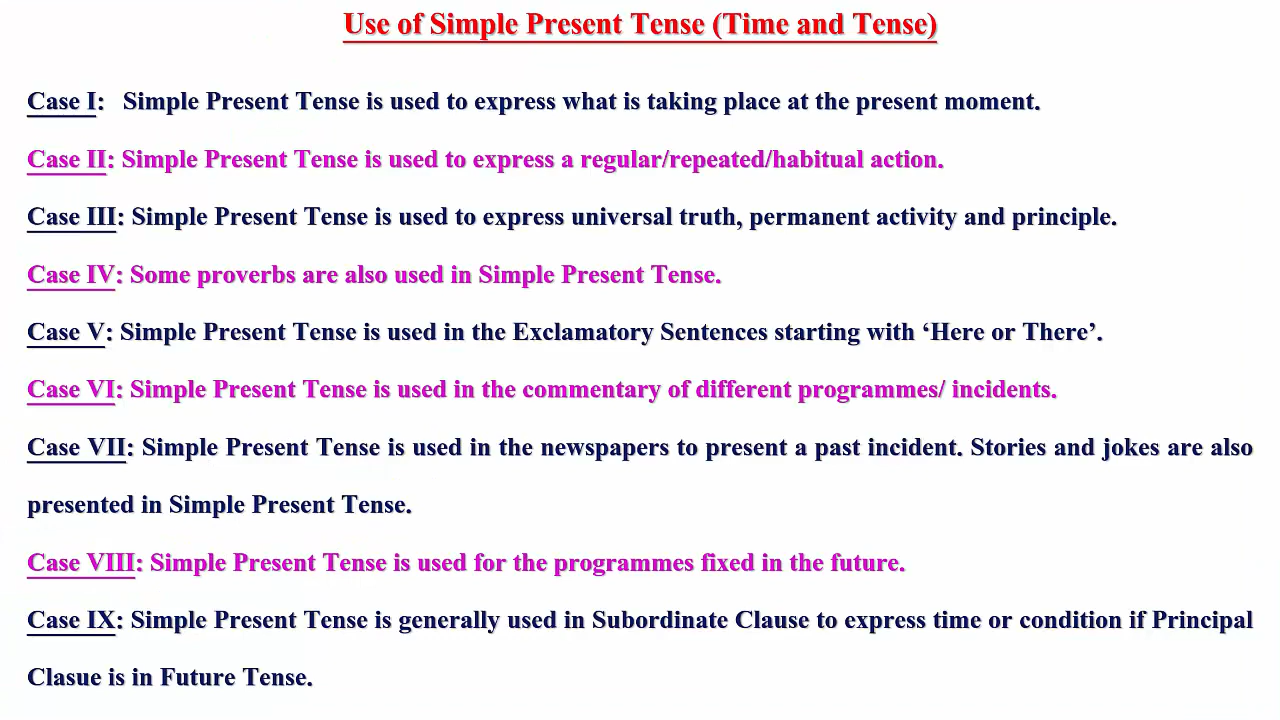 Use of Simple Present Tense (Time and Tense)
Case I: Simple Present Tense is used to express what is taking place at the present moment.
Case II: Simple Present Tense is used to express a regular/repeated/habitual action.
Case III: Simple Present Tense is used to express universal truth, permanent activity and principle.
Case IV: Some proverbs are also used in Simple Present Tense.
Case V: Simple Present Tense is used in the Exclamatory Sentences starting with ‘Here or There’.
Case VI: Simple Present Tense is used in the commentary of different programmes/ incidents.
Case VII: Simple Present Tense is used in the newspapers to present a past incident. Stories and jokes are also
presented in Simple Present Tense.
Case VIII: Simple Present Tense is used for the programmes fixed in the future.
Case IX: Simple Present Tense is generally used in Subordinate Clause to express time or condition if Principal
Clasue is in Future Tense.